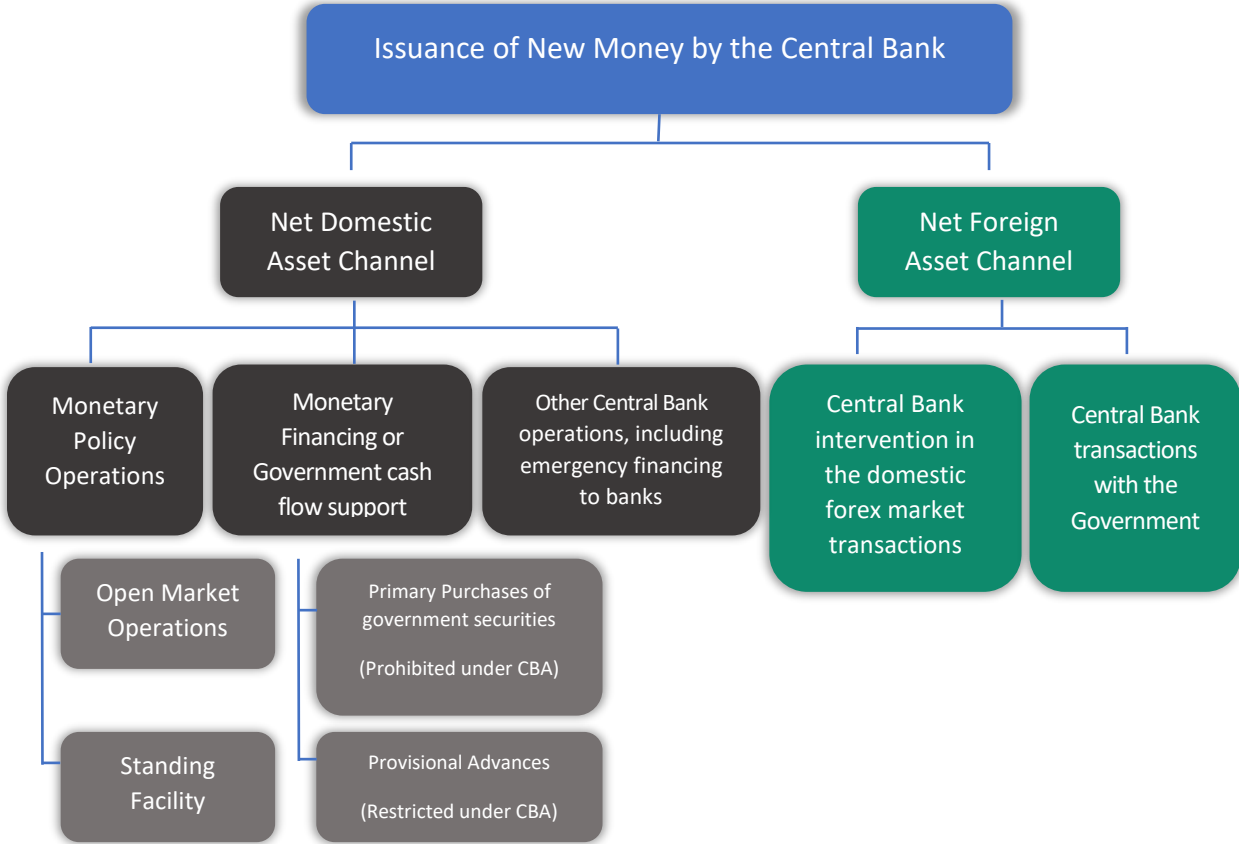 Issuance of New Money by the Central Bank
Net Domestic
Asset Channel
Net Foreign
Asset Channel
Monetary
Policy
Operations
Monetary
Financing or
Government cash
flow support
Other Central Bank
operations, including
emergency financing
to banks
Central Bank
intervention in
the domestic
forex market
transactions
Central Bank
transactions
with the
Government
Open Market
Operations
Primary Purchases of
government securities
(Prohibited under CBA)
Standing
Facility
Provisional Advances
(Restricted under CBA)